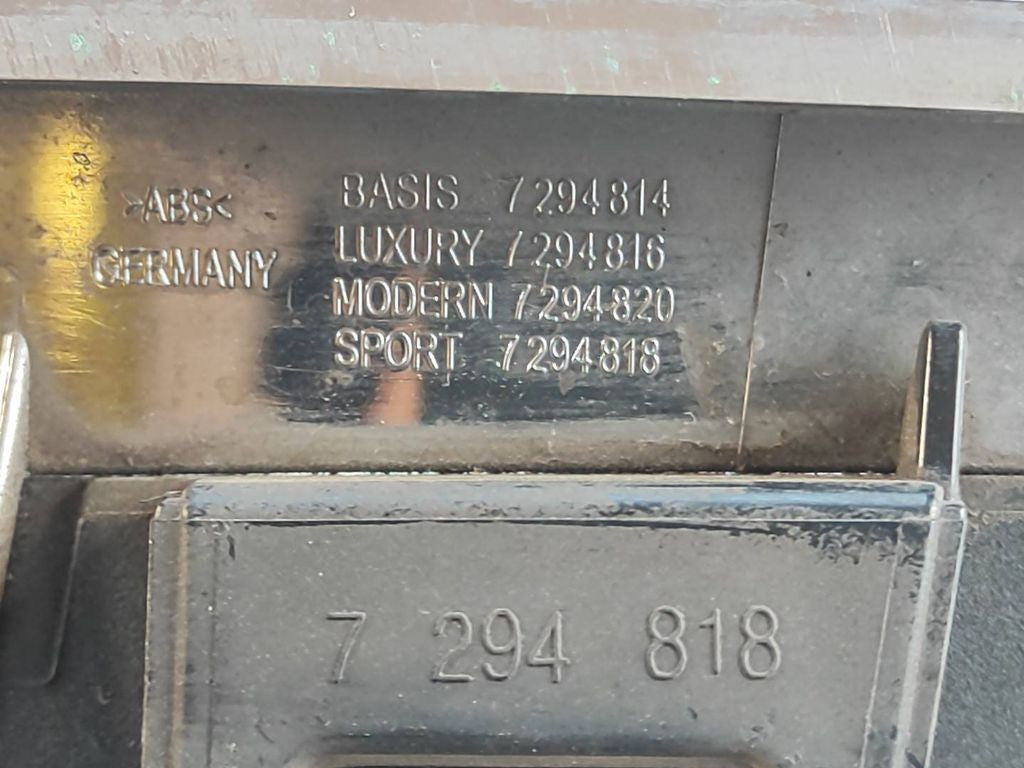 >ABS<
GERMANY
BASIS 7294814
LUXURY 7294816
MODERN 7294820
SPORT 7294818
7 294 818